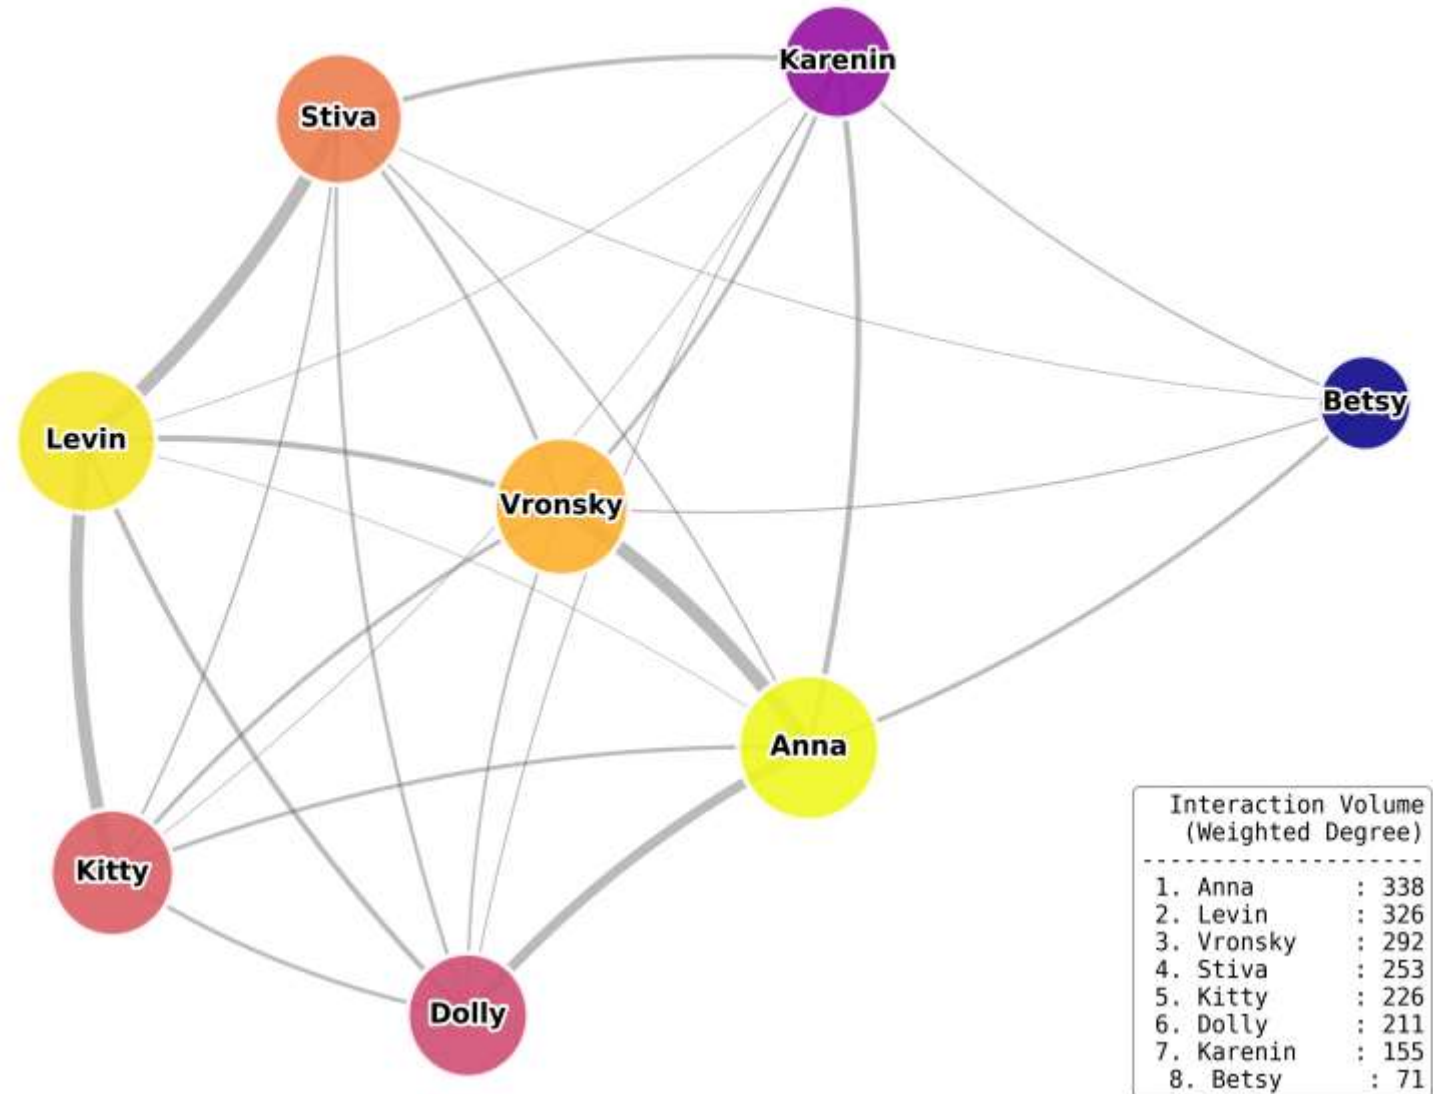 Karenin
Stiva
Betsy
Levin
Vronsky
Anna
Kitty
Dolly
Interaction Volume
(Weighted Degree)
--------------------
1. Anna : 338
2. Levin : 326
3. Vronsky : 292
4. Stiva : 253
5. Kitty : 226
6. Dolly : 211
7. Karenin : 155
8. Betsy : 71